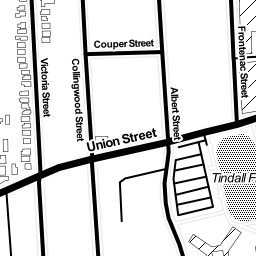 Couper Street
Frontenac Street
Victoria Street
Collingwood Street
Albert Street
Union Street
Tindall F